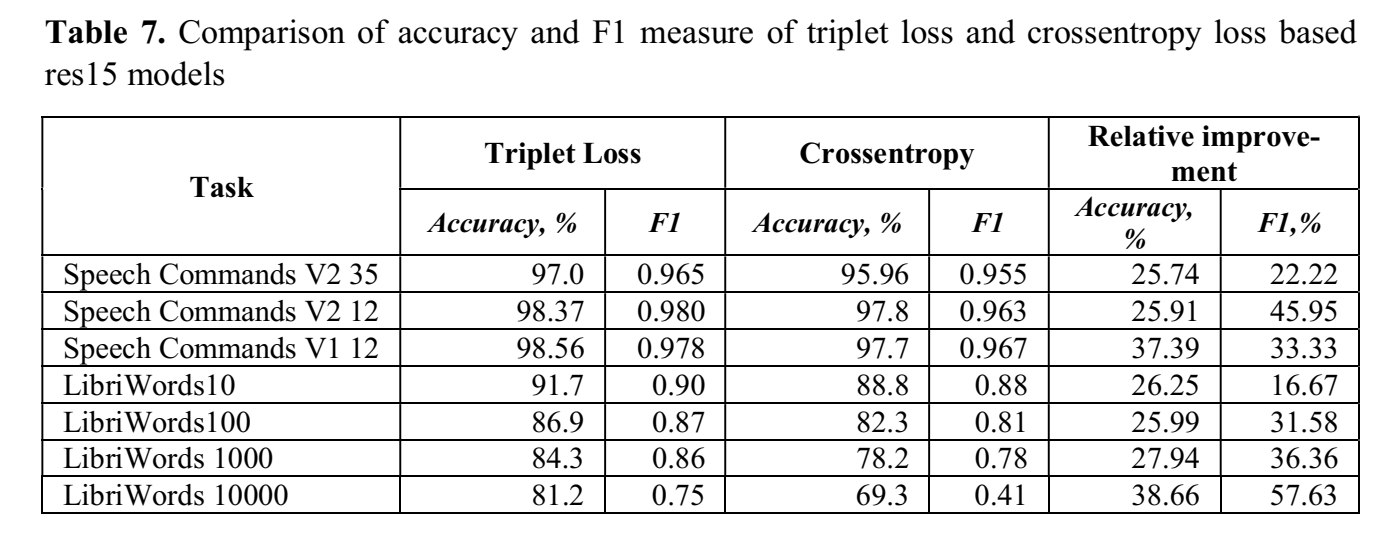 Table 7. Comparison of accuracy and F1 measure of triplet loss and crossentropy loss based
res15 models
Task Triplet Loss Crossentropy Relative improve-
ment
Accuracy, % F1 Accuracy, % F1 Accuracy,
% F1,%
Speech Commands V2 35 97.0 0.965 95.96 0.955 25.74 22.22
Speech Commands V2 12 98.37 0.980 97.8 0.963 25.91 45.95
Speech Commands V1 12 98.56 0.978 97.7 0.967 37.39 33.33
LibriWords10 91.7 0.90 88.8 0.88 26.25 16.67
LibriWords100 86.9 0.87 82.3 0.81 25.99 31.58
LibriWords 1000 84.3 0.86 78.2 0.78 27.94 36.36
LibriWords 10000 81.2 0.75 69.3 0.41 38.66 57.63